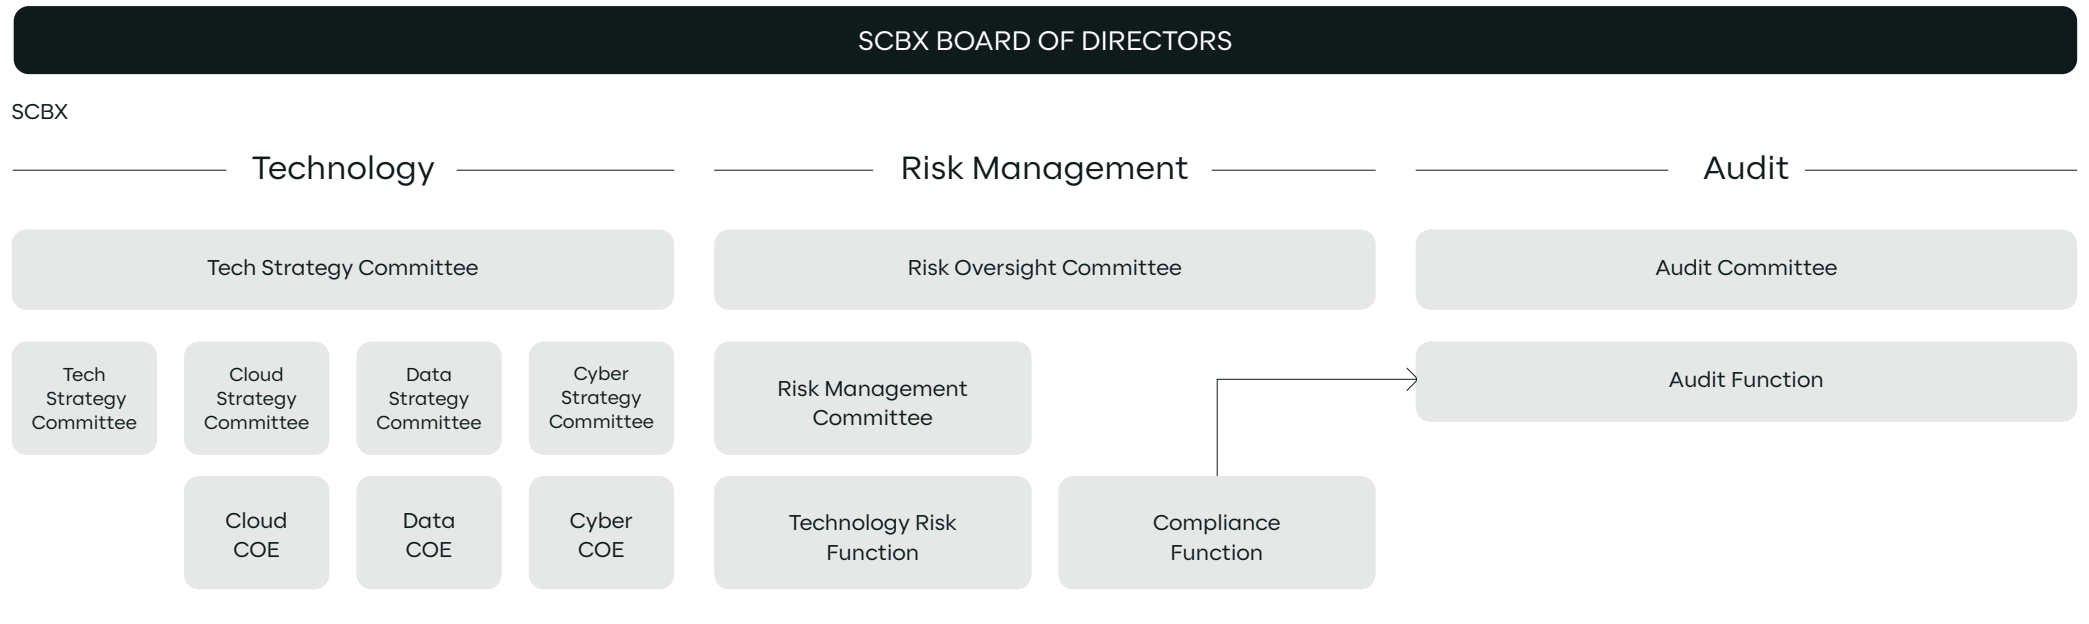 SCBX BOARD OF DIRECTORS
SCBX
Technology
Risk Management
Audit
Tech Strategy Committee
Risk Oversight Committee
Audit Committee
Tech
Strategy
Committee
Cloud
Strategy
Committee
Data
Strategy
Committee
Cyber
Strategy
Committee
Risk Management
Committee
Audit Function
Cloud
COE
Data
COE
Cyber
COE
Technology Risk
Function
Compliance
Function